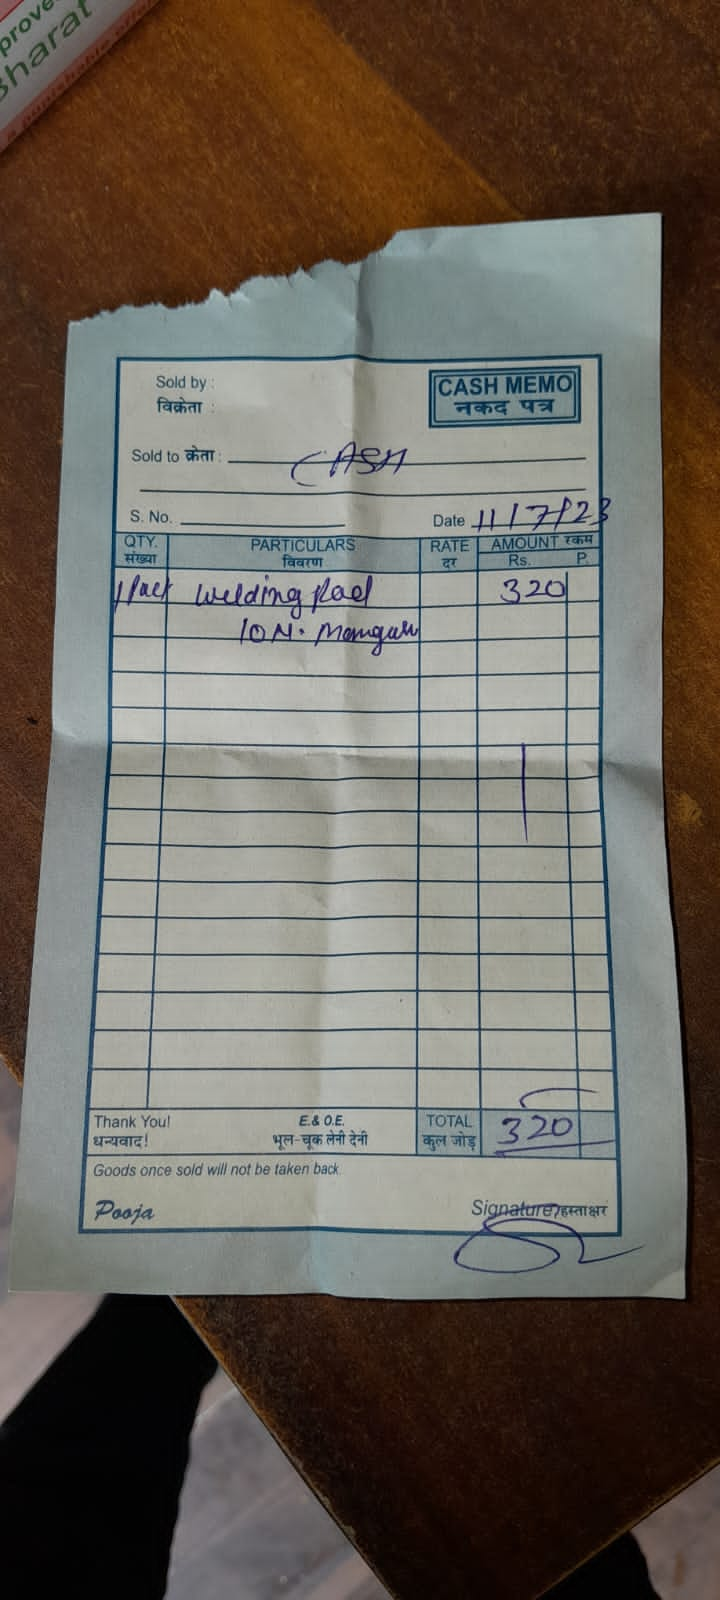 prove
Bharat
Sold by :
विक्रेता :
CASH MEMO
नकद पत्र
Sold to क्रेता : CASH
S. No.
Date 11/7/23
QTY. PARTICULARS RATE AMOUNT रकम
संख्या विवरण दर Rs. P.
1 Pack Welding Rod 320
10 N.
Thank You! E. & O.E. TOTAL 320
धन्यवाद! भूल-चूक लेनी देनी कुल जोड़
Goods once sold will not be taken back.
Pooja
Signature/हस्ताक्षर